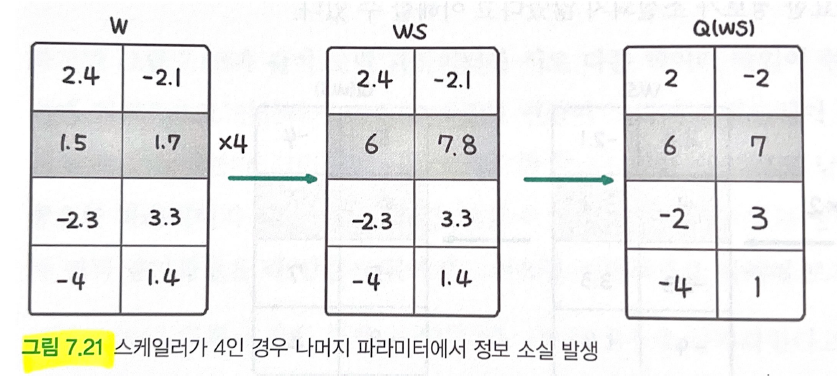 W WS Q(WS)
2.4 -2.1 2.4 -2.1 2 -2
1.5 1.7 ×4 6 7.8 6 7
-2.3 3.3 -2.3 3.3 -2 3
-4 1.4 -4 1.4 -4 1
그림 7.21 스케일러가 4인 경우 나머지 파라미터에서 정보 소실 발생